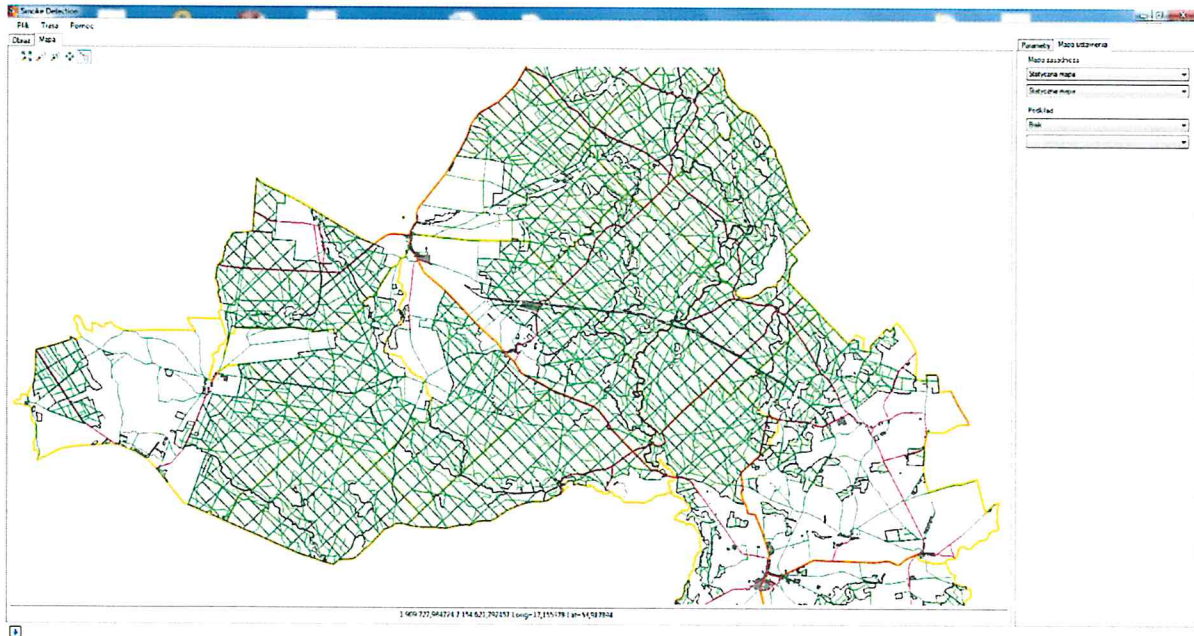 Smoke Detection
Plik Trasa Pomoc
Obraz Mapa
Parametry Mapa ustawienia
Mapa zasadnicza
Statyczna mapa
Statyczna mapa
Podkład
Brak